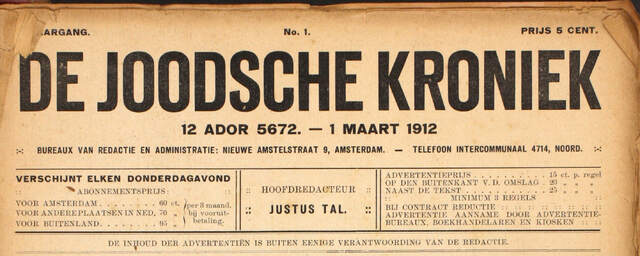 ARGANG.
No. 1.
PRIJS 5 CENT.
DE JOODSCHE KRONIEK
12 ADOR 5672. — 1 MAART 1912
BUREAUX VAN REDACTIE EN ADMINISTRATIE: NIEUWE AMSTELSTRAAT 9, AMSTERDAM. — TELEFOON INTERCOMMUNAAL 4714, NOORD.
VERSCHIJNT ELKEN DONDERDAGAVOND
ABONNEMENTSPRIJS:
VOOR AMSTERDAM. . . . . . . 60 ct.
VOOR ANDERE PLAATSEN IN NED. 70 „
VOOR BUITENLAND. . . . . . 95 „
per 3 maand.
bij vooruit-
betaling.
HOOFDREDACTEUR
JUSTUS TAL.
ADVERTENTIEPRIJS . . . . . . 15 ct. p. regel
OP DEN BUITENKANT V. D. OMSLAG . 20 „ „ „
NAAST DE TEKST . . . . . . 25 „ „ „
MINIMUM 3 REGELS
BIJ CONTRACT REDUCTIE
ADVERTENTIE AANNAME DOOR ADVERTENTIE-
BUREAUX, BOEKHANDELAREN EN KIOSKEN
DE INHOUD DER ADVERTENTIËN IS BUITEN EENIGE VERANTWOORDING VAN DE REDACTIE.